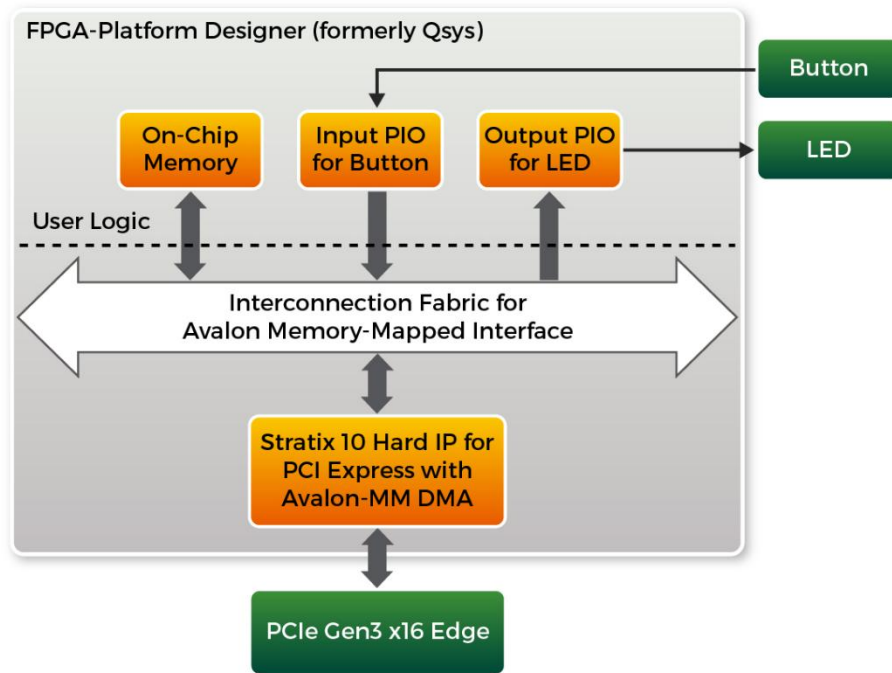 FPGA-Platform Designer (formerly Qsys)
Button
On-Chip
Memory
Input PIO
for Button
Output PIO
for LED
LED
User Logic
Interconnection Fabric for
Avalon Memory-Mapped Interface
Stratix 10 Hard IP for
PCI Express with
Avalon-MM DMA
PCIe Gen3 x16 Edge